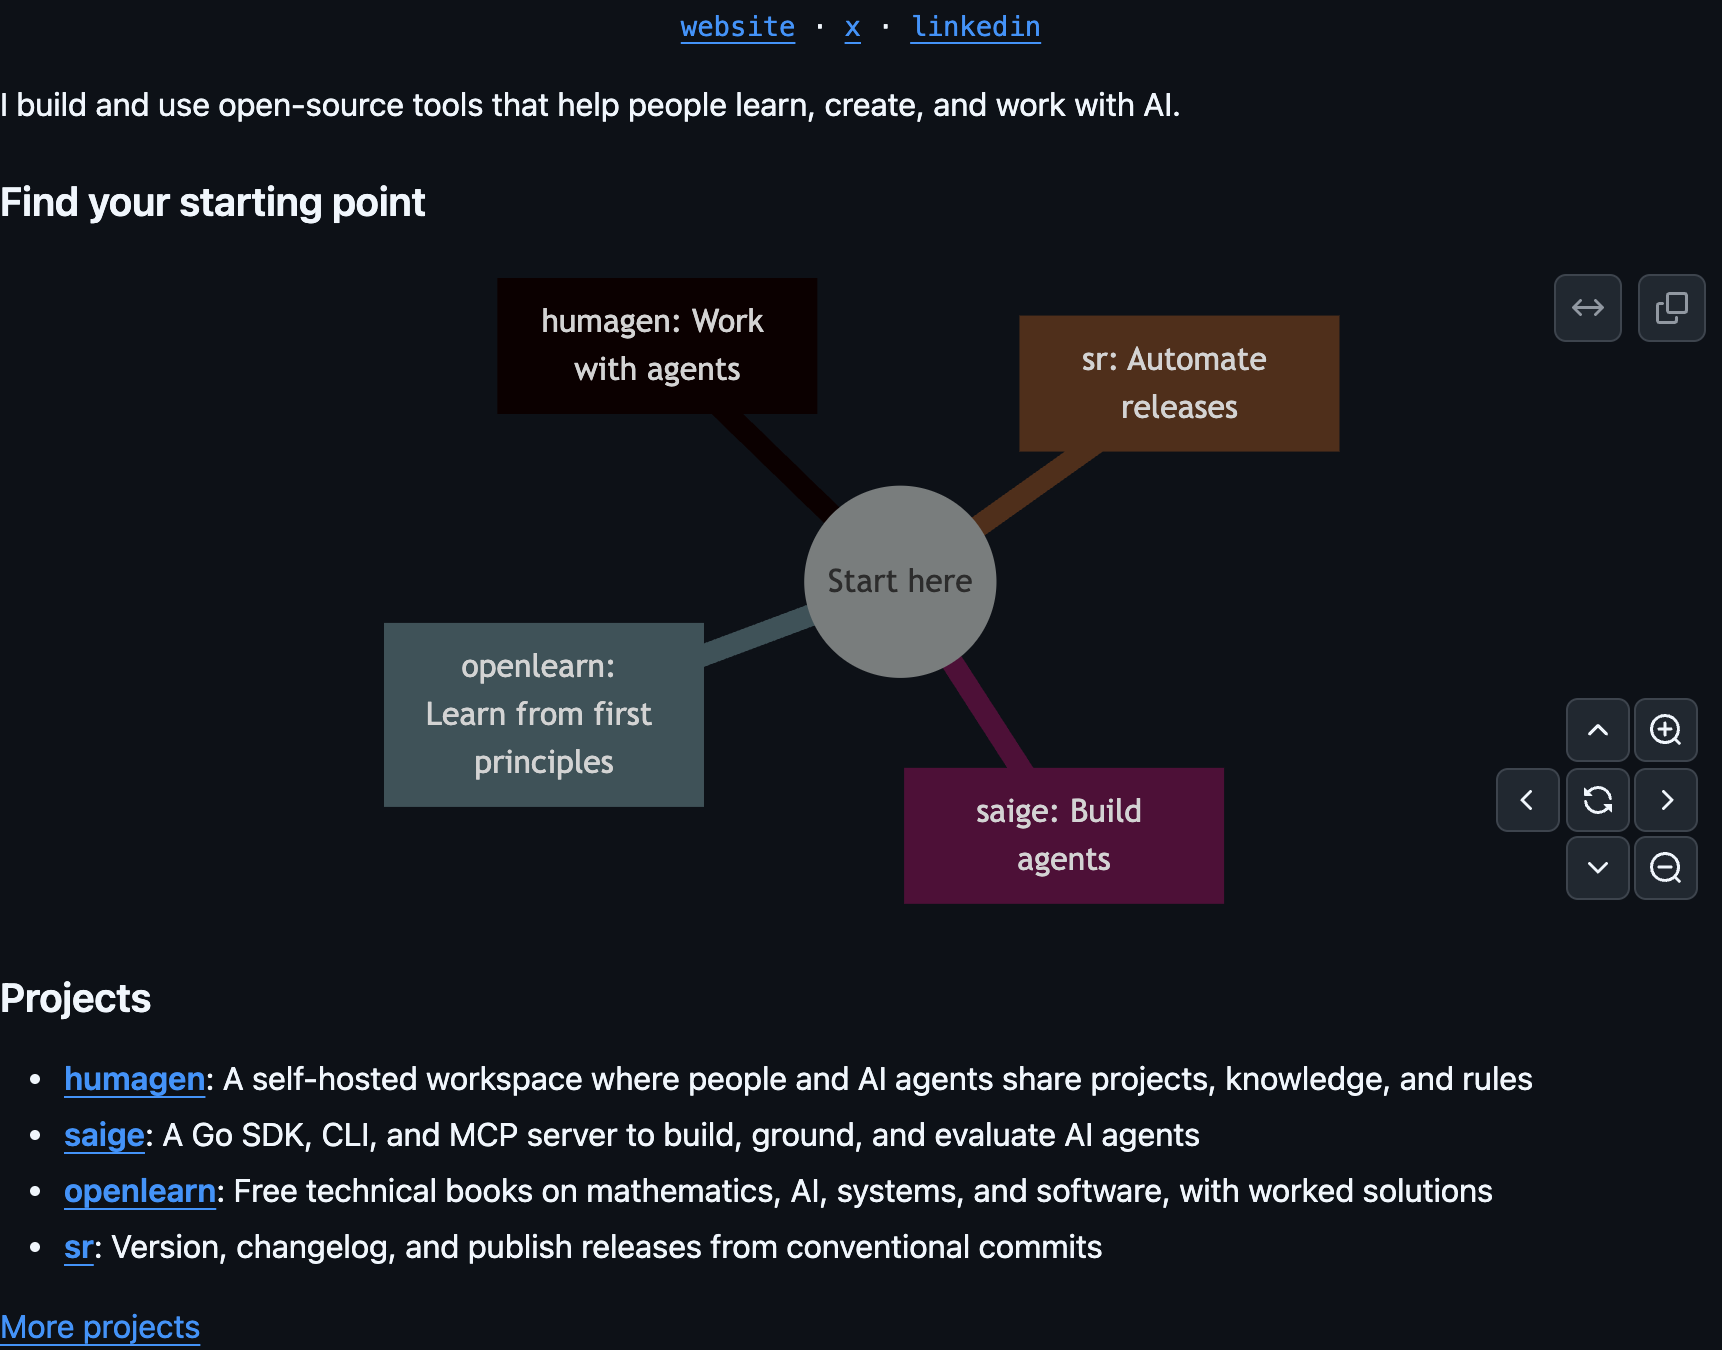 website · x · linkedin
I build and use open-source tools that help people learn, create, and work with AI.
Find your starting point
humagen: Work
with agents
sr: Automate
releases
Start here
openlearn:
Learn from first
principles
saige: Build
agents
Projects
• humagen: A self-hosted workspace where people and AI agents share projects, knowledge, and rules
• saige: A Go SDK, CLI, and MCP server to build, ground, and evaluate AI agents
• openlearn: Free technical books on mathematics, AI, systems, and software, with worked solutions
• sr: Version, changelog, and publish releases from conventional commits
More projects